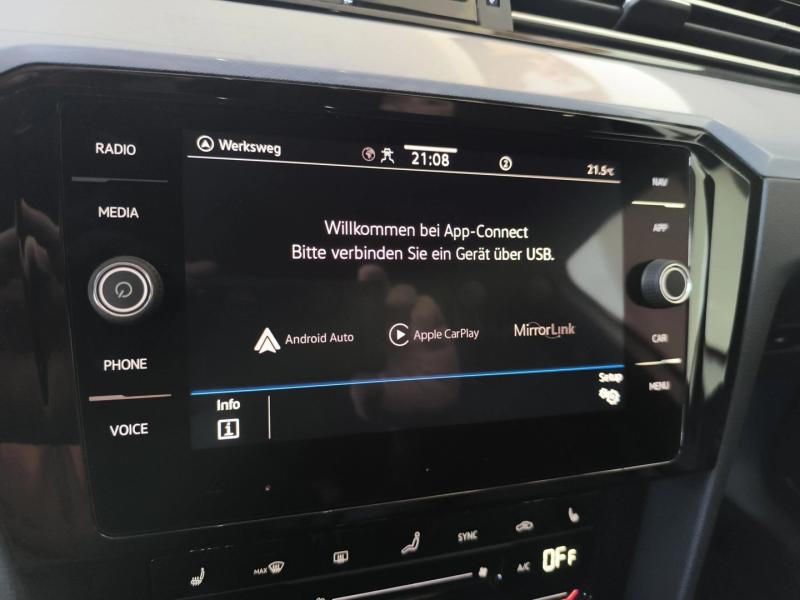 RADIO
MEDIA
PHONE
VOICE
Werksweg
21:08
2
21.5°C
Willkommen bei App-Connect
Bitte verbinden Sie ein Gerät über USB.
Android Auto
Apple CarPlay
MirrorLink
Info
i
Setup
NAV
APP
CAR
MENU
MAX
SYNC
A/C
OFF